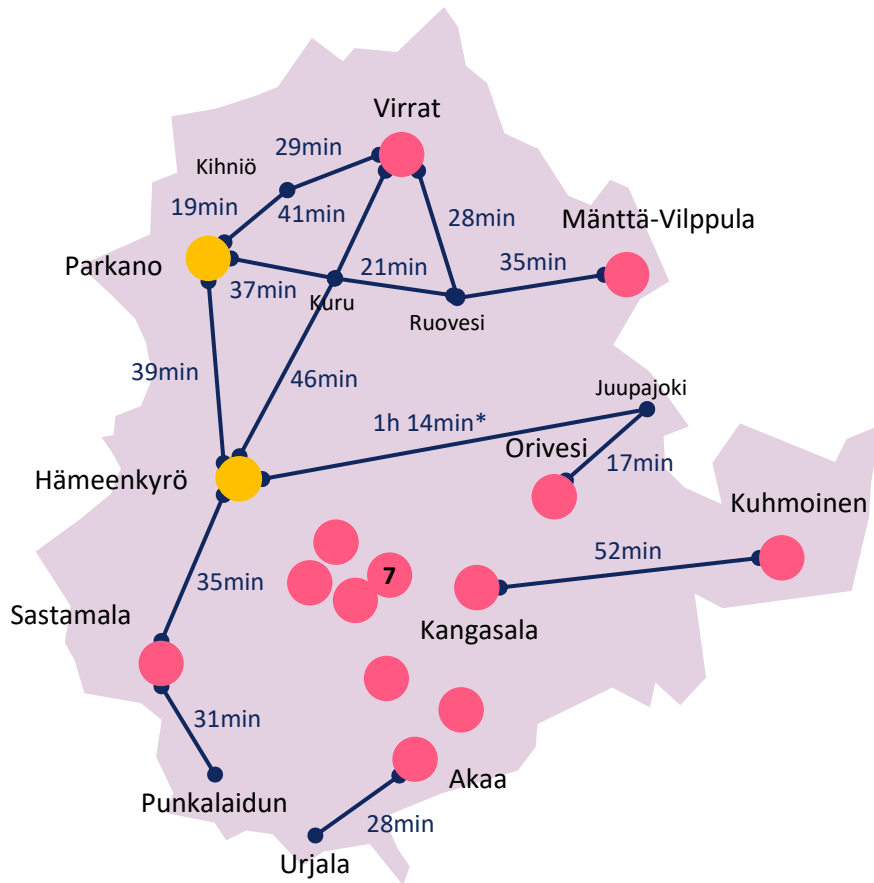 Virrat
29min
Kihniö
19min
41min
28min
Mänttä-Vilppula
Parkano
37min
Kuru
21min
35min
Ruovesi
39min
46min
Juupajoki
1h 14min*
Orivesi
17min
Hämeenkyrö
Kuhmoinen
52min
35min
7
Sastamala
Kangasala
31min
Punkalaidun
Akaa
28min
Urjala